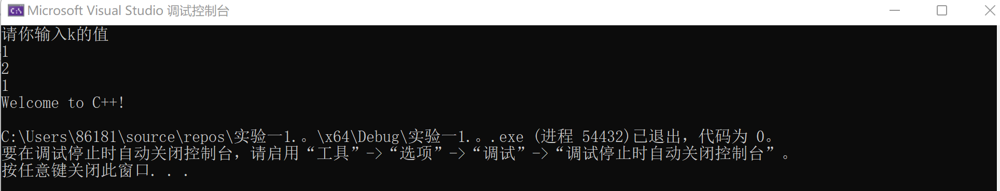 Microsoft Visual Studio 调试控制台
请你输入k的值
1
2
1
Welcome to C++!
C:\Users\86181\source\repos\实验一1.。\x64\Debug\实验一1.。.exe (进程 54432)已退出，代码为 0。
要在调试停止时自动关闭控制台，请启用“工具”->“选项”->“调试”->“调试停止时自动关闭控制台”。
按任意键关闭此窗口. . .